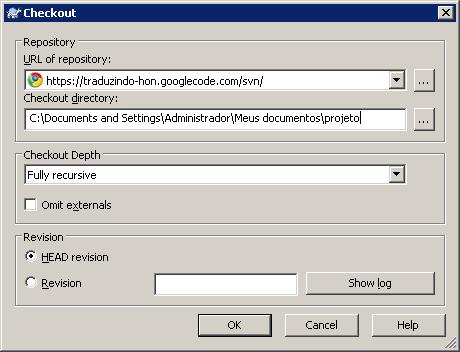 Checkout
Repository
URL of repository:
https://traduzindo-hon.googlecode.com/svn/
...
Checkout directory:
C:\Documents and Settings\Administrador\Meus documentos\projeto
...
Checkout Depth
Fully recursive
Omit externals
Revision
HEAD revision
Revision
Show log
OK Cancel Help